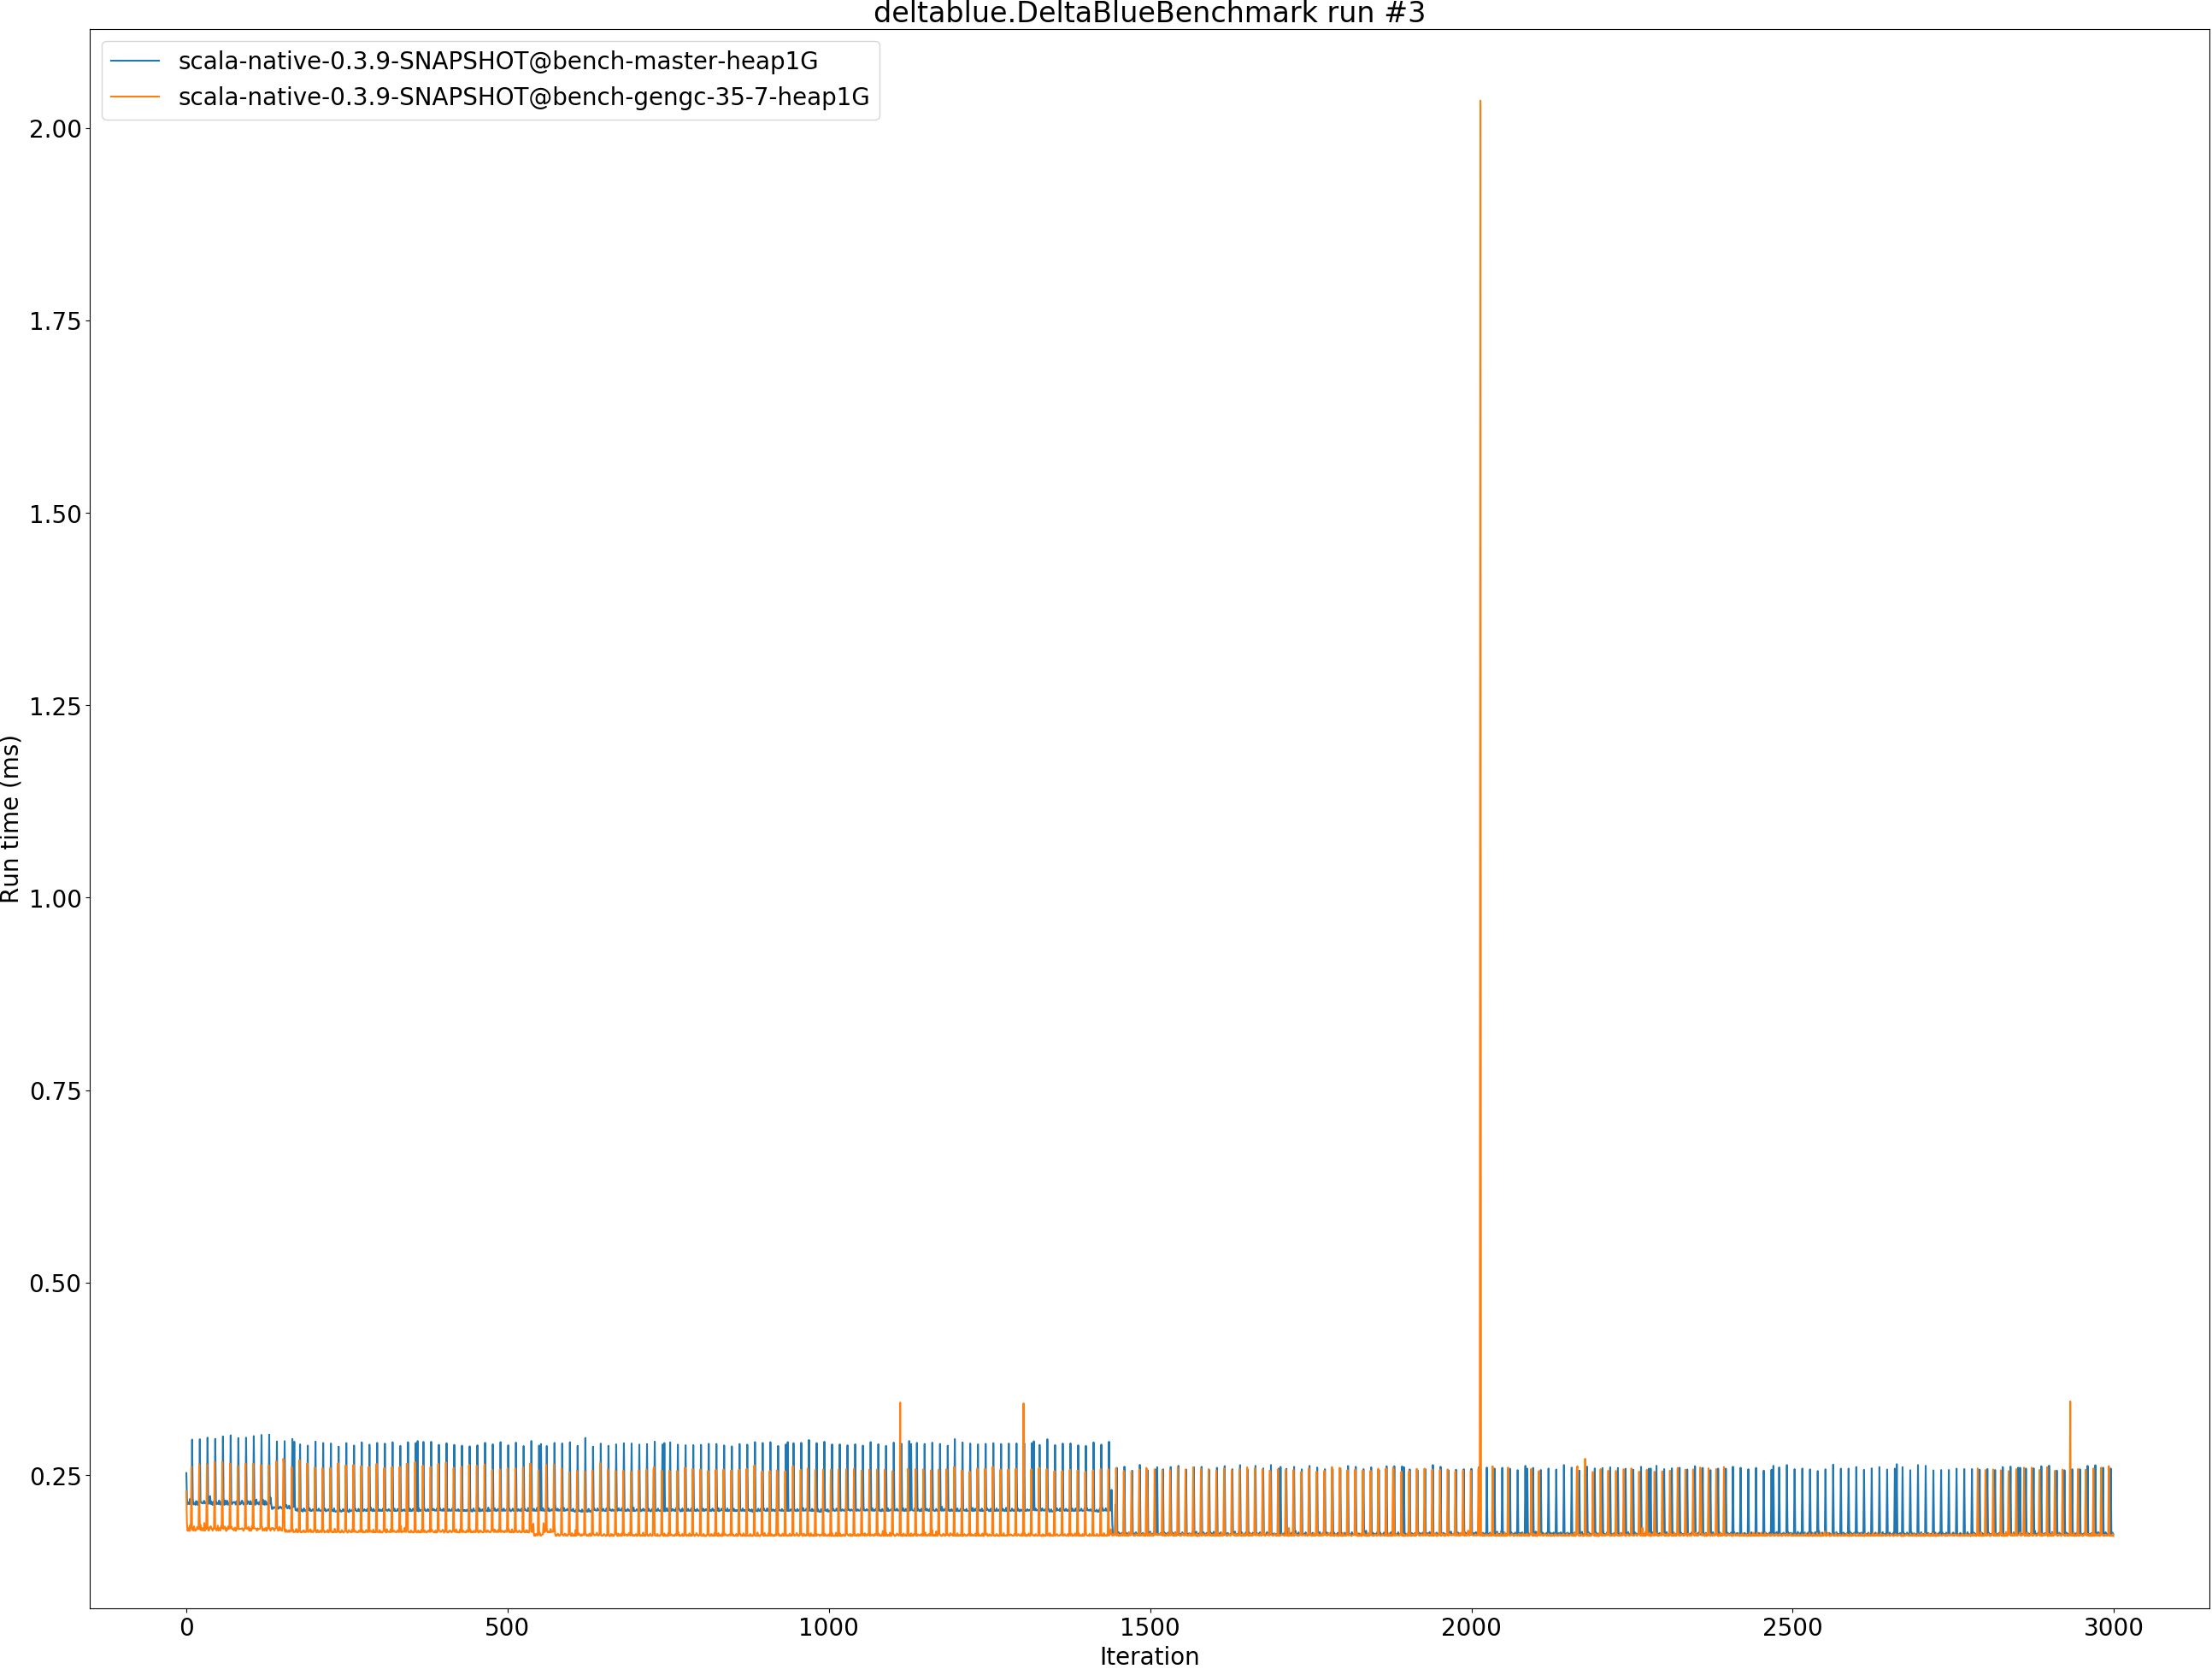 deltablue.DeltaBlueBenchmark run #3
scala-native-0.3.9-SNAPSHOT@bench-master-heap1G
scala-native-0.3.9-SNAPSHOT@bench-gengc-35-7-heap1G
2.00
1.75
1.50
1.25
1.00
0.75
0.50
0.25
Run time (ms)
0 500 1000 1500 2000 2500 3000
Iteration